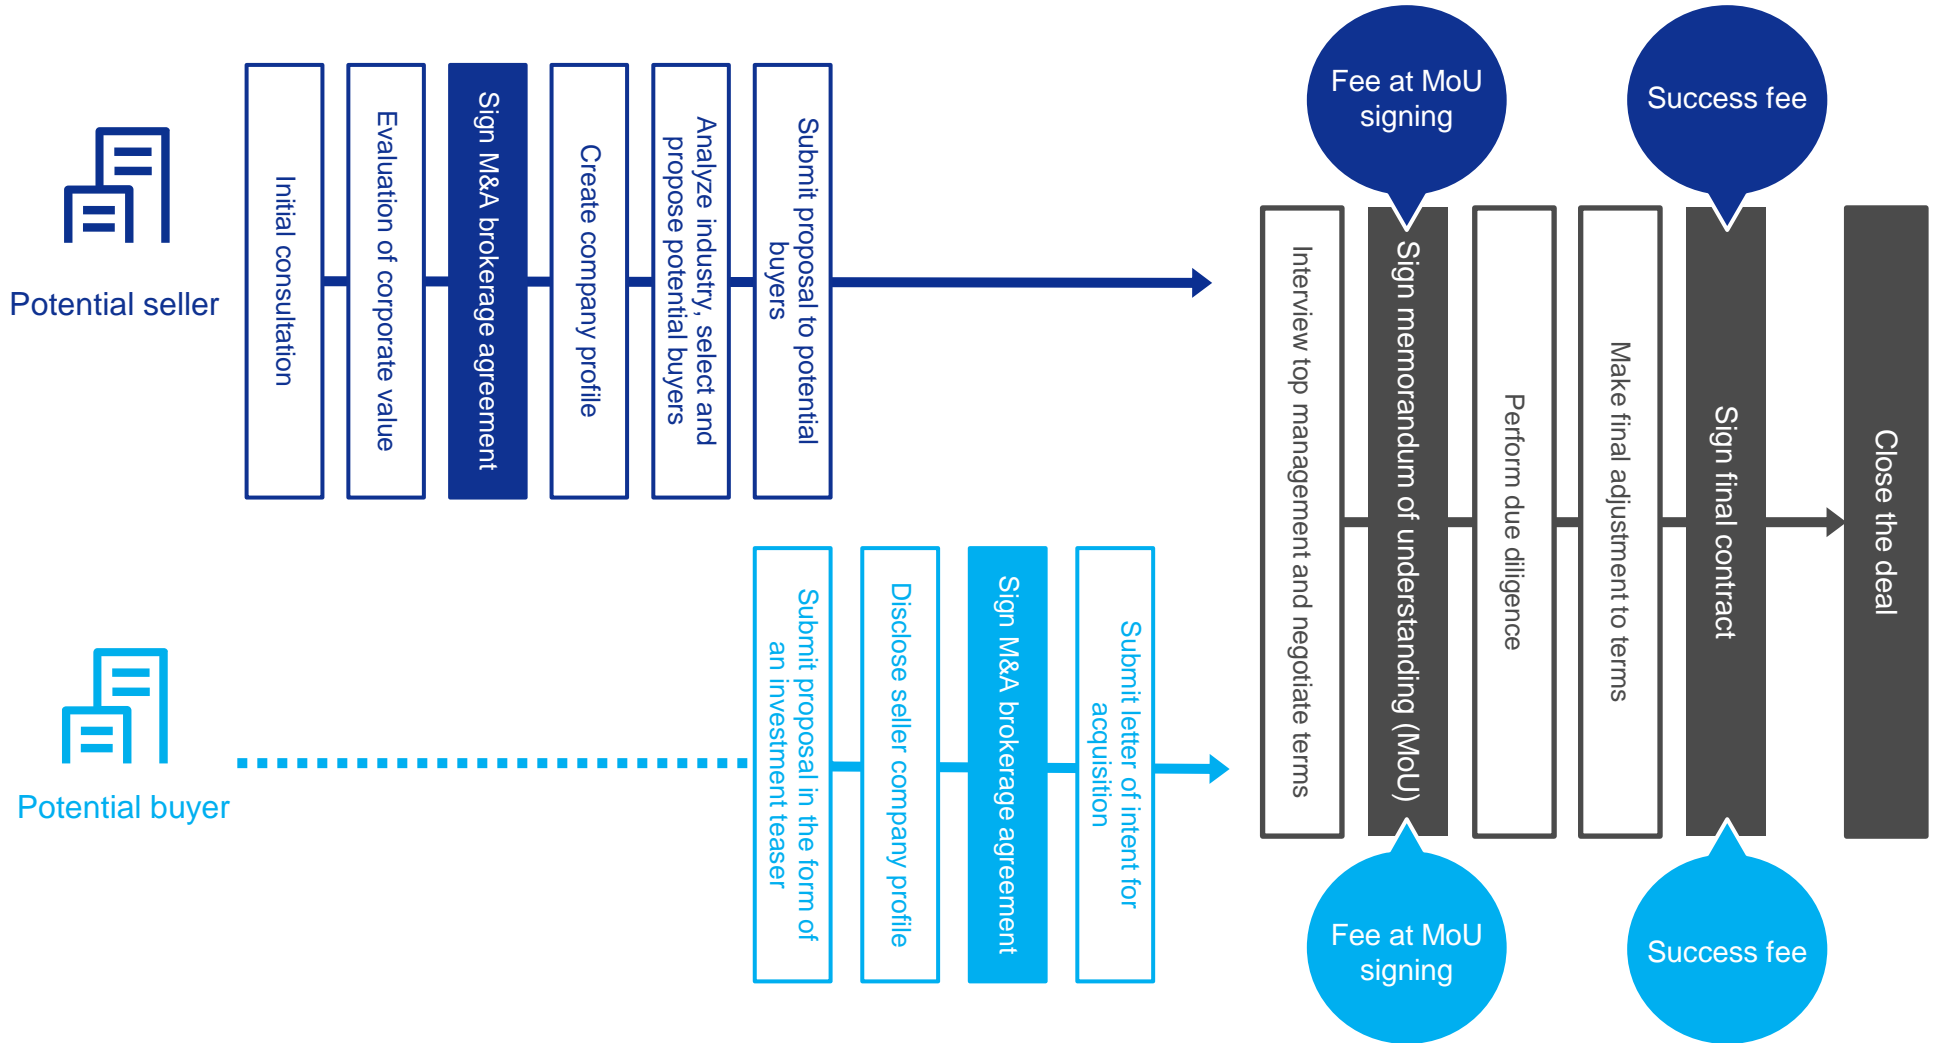 Potential seller
Initial consultation
Evaluation of corporate value
Sign M&A brokerage agreement
Create company profile
Analyze industry, select and
propose potential buyers
Submit proposal to potential
buyers
Potential buyer
Submit proposal in the form of
an investment teaser
Disclose seller company profile
Sign M&A brokerage agreement
Submit letter of intent for
acquisition
Fee at MoU
signing
Success fee
Interview top management and negotiate terms
Sign memorandum of understanding (MoU)
Perform due diligence
Make final adjustment to terms
Sign final contract
Close the deal
Fee at MoU
signing
Success fee